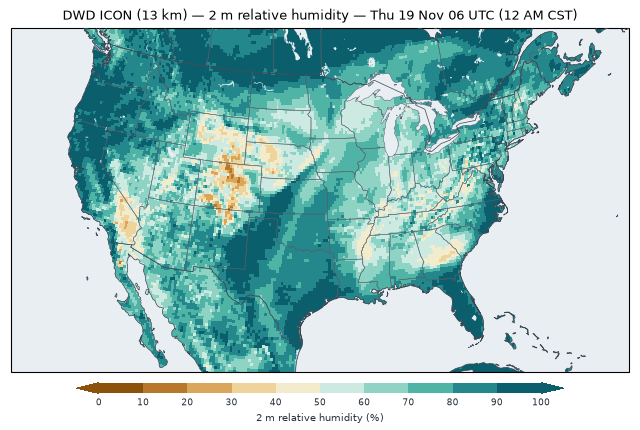 DWD ICON (13 km) — 2 m relative humidity — Thu 19 Nov 06 UTC (12 AM CST)
0 10 20 30 40 50 60 70 80 90 100
2 m relative humidity (%)